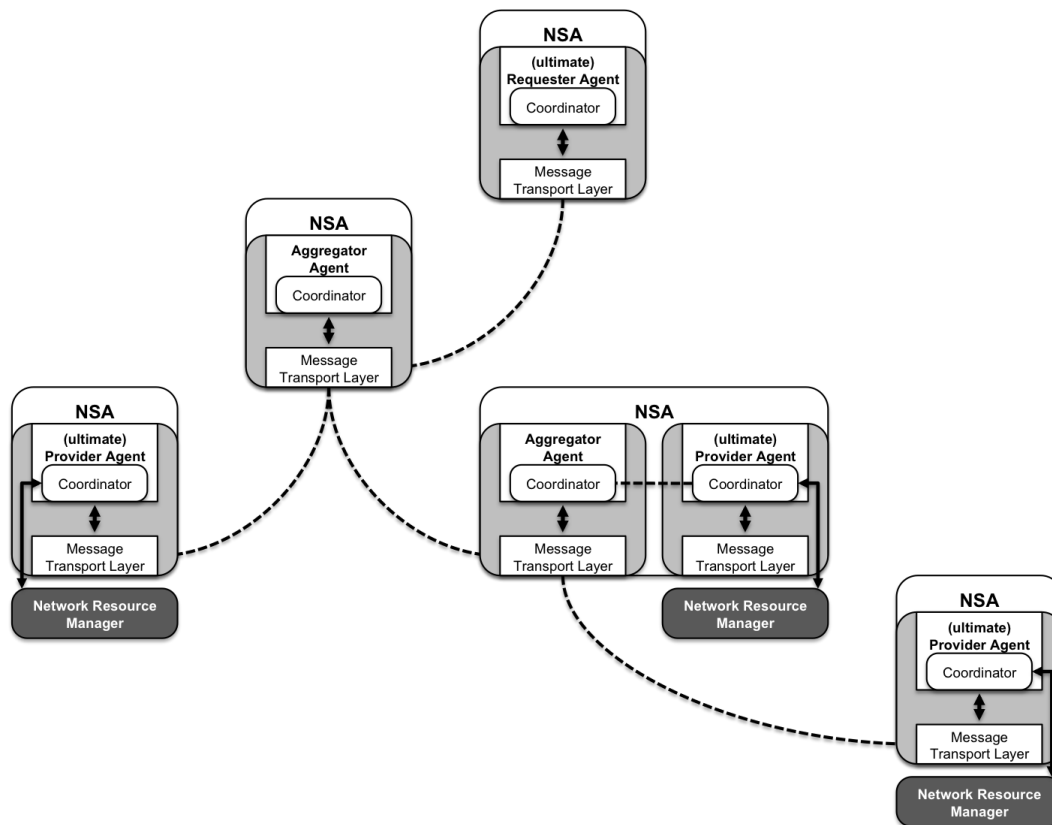 NSA
(ultimate)
Requester Agent
Coordinator
Message
Transport Layer
NSA
Aggregator
Agent
Coordinator
Message
Transport Layer
NSA
(ultimate)
Provider Agent
Coordinator
Message
Transport Layer
Network Resource
Manager
NSA
Aggregator
Agent
Coordinator
Message
Transport Layer
(ultimate)
Provider Agent
Coordinator
Message
Transport Layer
Network Resource
Manager
NSA
(ultimate)
Provider Agent
Coordinator
Message
Transport Layer
Network Resource
Manager